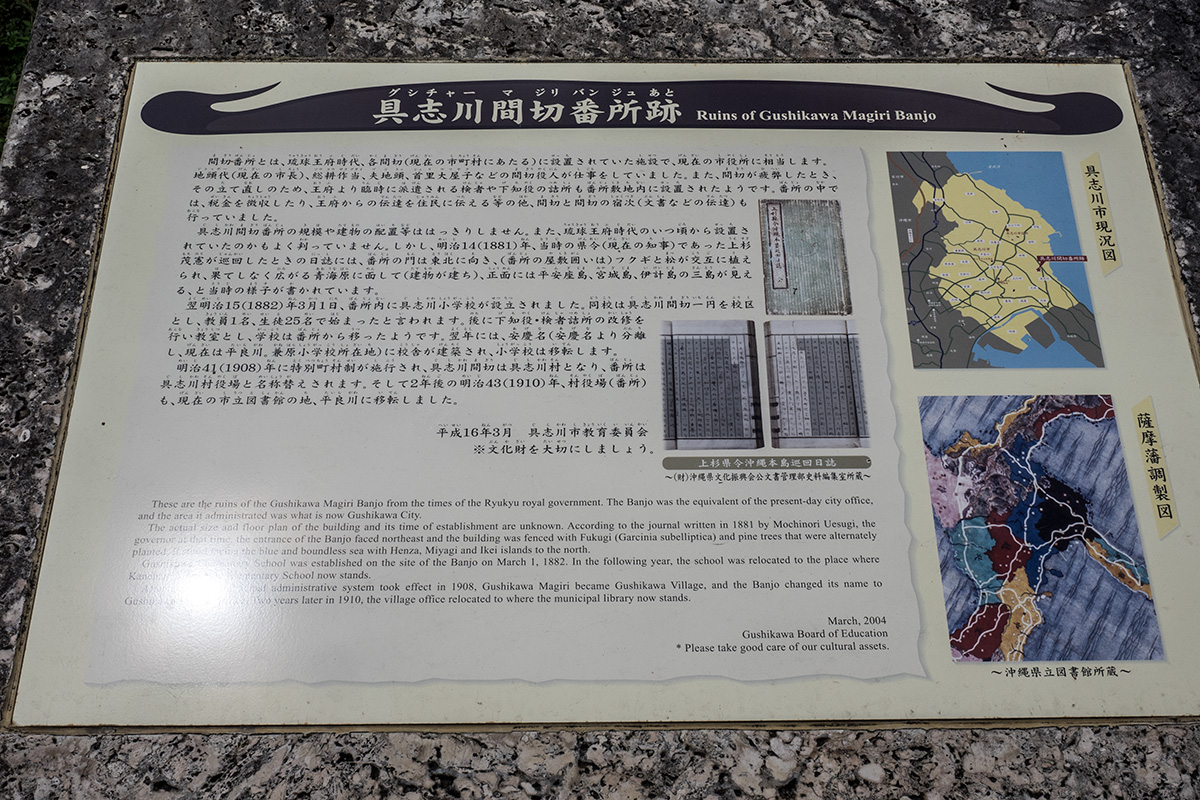 グシチャー マジリ バンジュ あと
具志川間切番所跡 Ruins of Gushikawa Magiri Banjo
間切番所とは、琉球王府時代、各間切(現在の市町村にあたる)に設置されていた施設で、現在の市役所に相当します。
地頭代(現在の市長)、総耕作当、夫地頭、首里大屋子などの間切役人が仕事をしていました。また、間切が疲弊したとき、
その立て直しのため、王府より臨時に派遣される検者や下知役の詰所も番所敷地内に設置されたようです。番所の中で
は、税金を徴収したり、王府からの伝達を住民に伝える等の他、間切と間切の宿次(文書などの伝達)も
行っていました。
具志川間切番所の規模や建物の配置等ははっきりしません。また、琉球王府時代のいつ頃から設置さ
れていたのかもよく判っていません。しかし、明治14(1881)年、当時の県令(現在の知事)であった上杉
茂憲が巡回したときの日誌には、番所の門は東北に向き、(番所の屋敷囲いは)フクギと松が交互に植え
られ、果てしなく広がる青海原に面して(建物が建ち)、正面には平安座島、宮城島、伊計島の三島が見え
る、と当時の様子が書かれています。
翌明治15(1882)年3月1日、番所内に具志川小学校が設立されました。同校は具志川間切一円を校区
とし、教員1名、生徒25名で始まったと言われます。後に下知役・検者詰所の改修を
行い教室とし、学校は番所から移ったようです。翌年には、安慶名(安慶名より分離
し、現在は平良川。兼原小学校所在地)に校舎が建築され、小学校は移転します。
明治41(1908)年に特別町村制が施行され、具志川間切は具志川村となり、番所は
具志川村役場と名称替えされます。そして2年後の明治43(1910)年、村役場(番所)
も、現在の市立図書館の地、平良川に移転しました。
平成16年3月 具志川市教育委員会
※文化財を大切にしましょう。
上杉県令沖縄本島巡回日誌
〜(財)沖縄県文化振興会公文書管理部史料編集室所蔵〜
These are the ruins of the Gushikawa Magiri Banjo from the times of the Ryukyu royal government. The Banjo was the equivalent of the present-day city office,
and the area it administrated was what is now Gushikawa City.
The actual size and floor plan of the building and its time of establishment are unknown. According to the journal written in 1881 by Mochinori Uesugi, the
governor at that time, the entrance of the Banjo faced northeast and the building was fenced with Fukugi (Garcinia subelliptica) and pine trees that were alternately
planted. It stood facing the blue and boundless sea with Henza, Miyagi and Ikei islands to the north.
School was established on the site of the Banjo on March 1, 1882. In the following year, the school was relocated to the place where
Elementary School now stands.
administrative system took effect in 1908, Gushikawa Magiri became Gushikawa Village, and the Banjo changed its name to
Two years later in 1910, the village office relocated to where the municipal library now stands.
March, 2004
Gushikawa Board of Education
* Please take good care of our cultural assets.
具志川市現況図
具志川間切番所跡
薩摩藩調製図
〜沖縄県立図書館所蔵〜